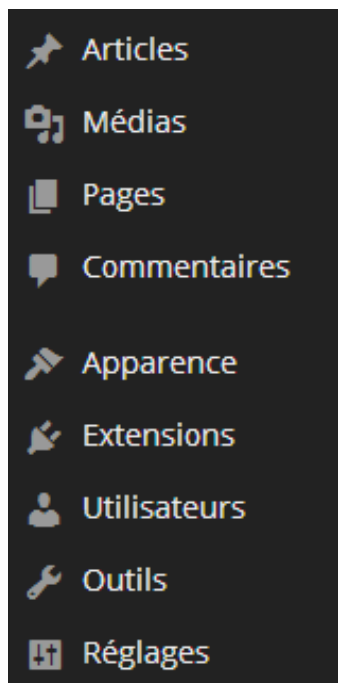 Articles
Médias
Pages
Commentaires
Apparence
Extensions
Utilisateurs
Outils
Réglages